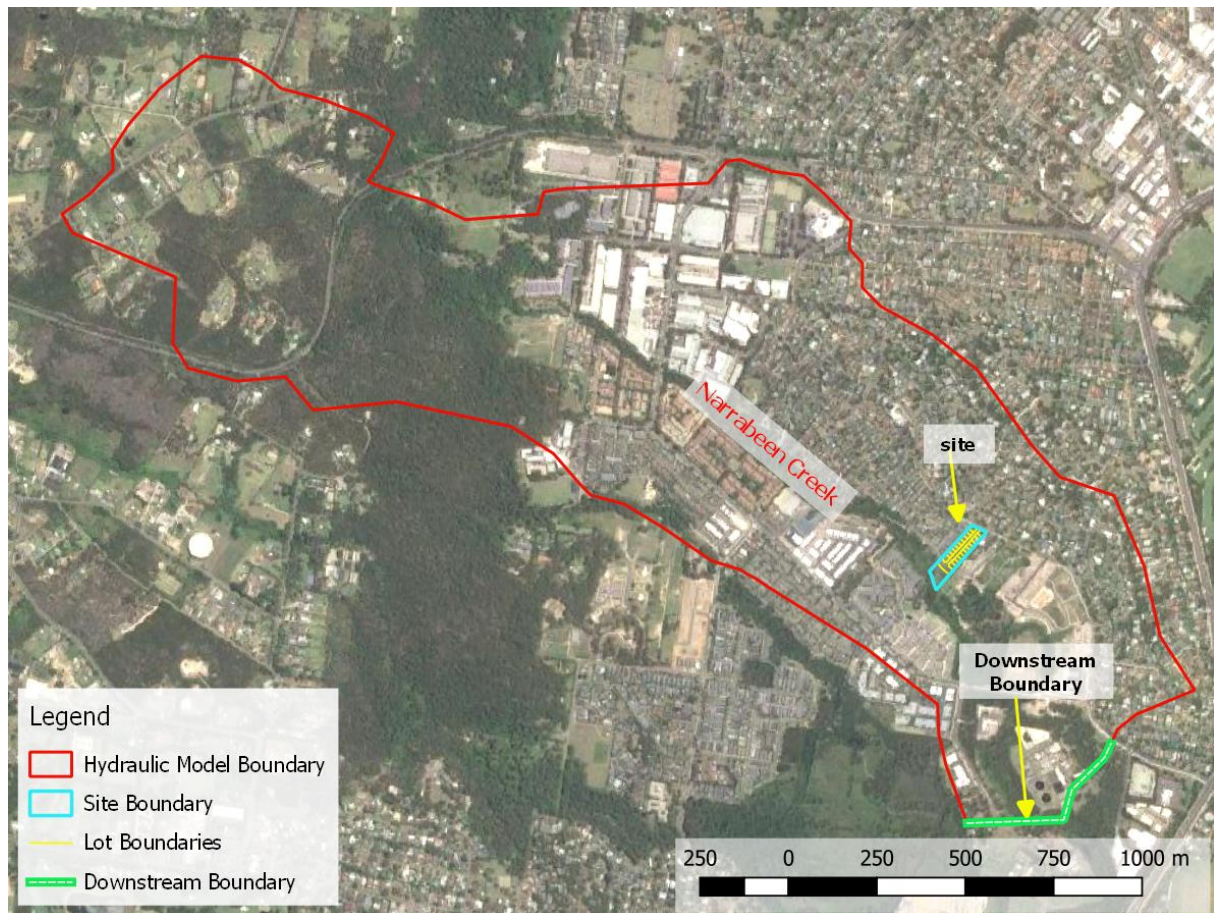 Narrabeen Creek
site
Downstream
Boundary
Legend
Hydraulic Model Boundary
Site Boundary
Lot Boundaries
Downstream Boundary
250 0 250 500 750 1000 m